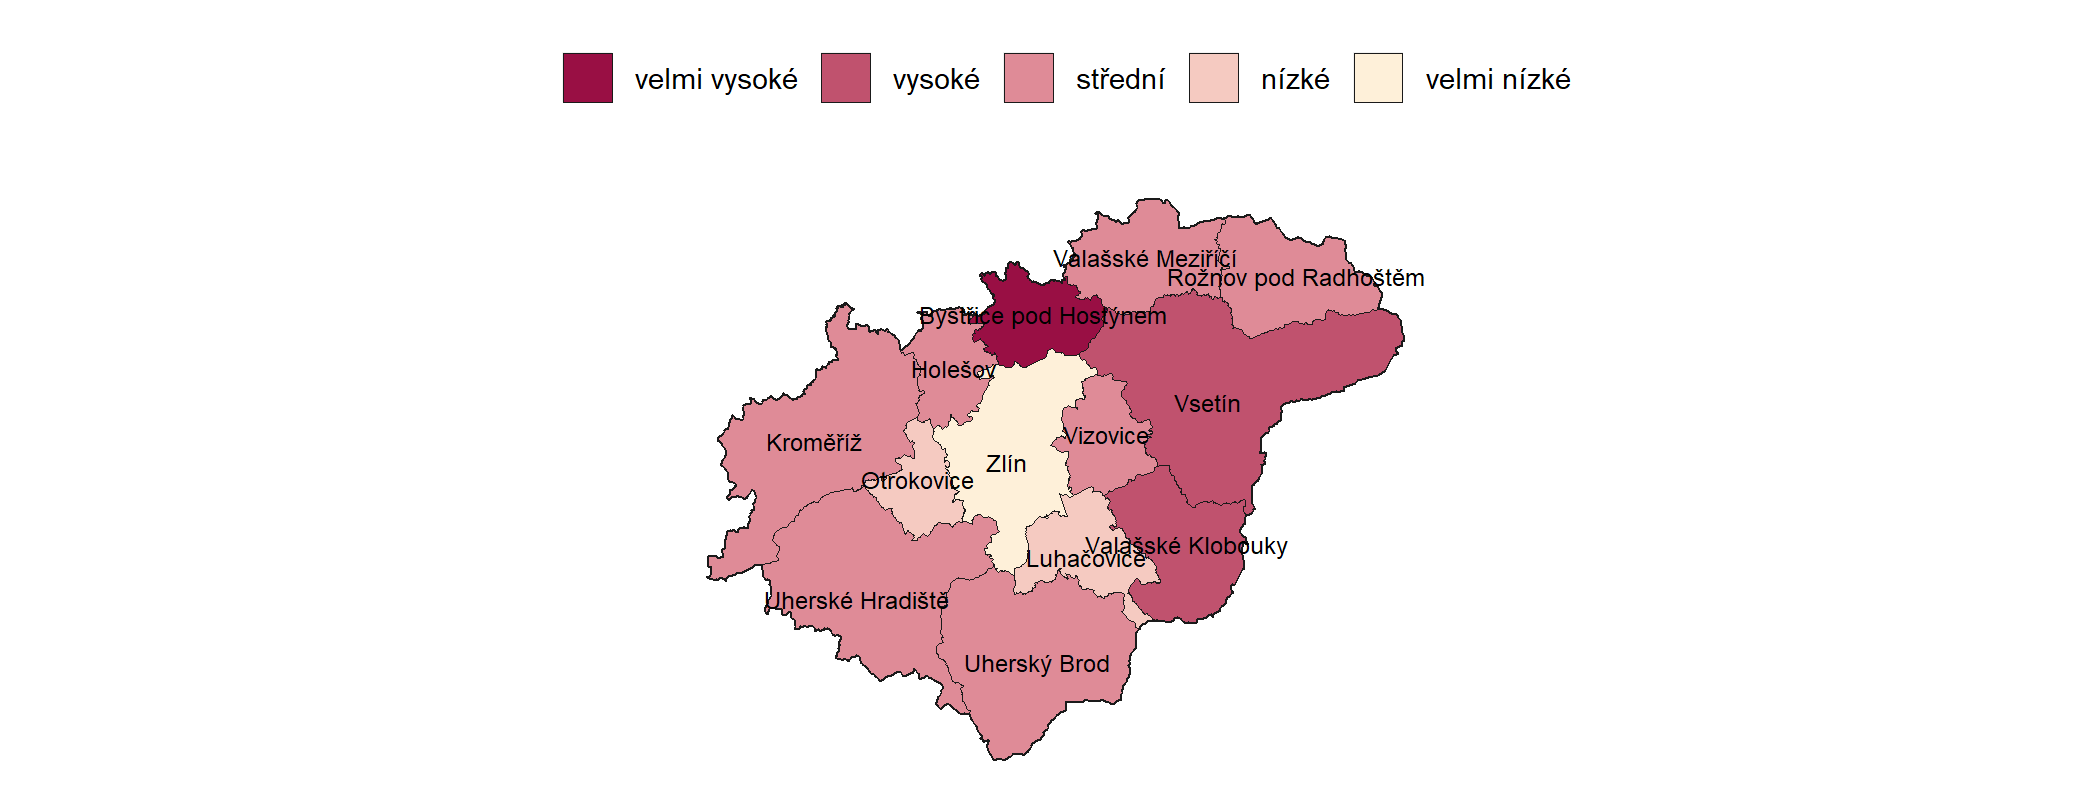 velmi vysoké
vysoké
střední
nízké
velmi nízké
Valašské Meziříčí
Rožnov pod Radhoštěm
Bystřice pod Hostýnem
Holešov
Vsetín
Kroměříž
Vizovice
Zlín
Otrokovice
Valašské Klobouky
Luhačovice
Uherské Hradiště
Uherský Brod